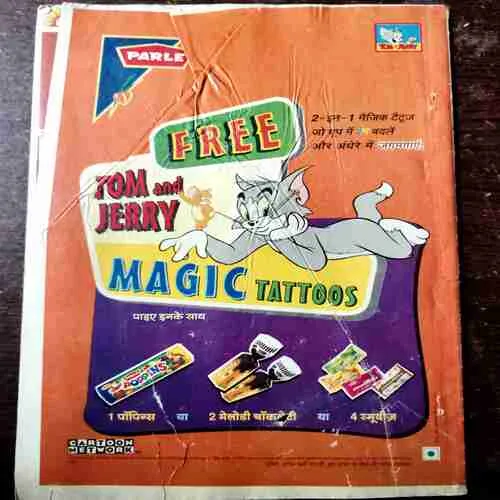 PARLE
TOM and JERRY
FREE
2-इन-1 मैजिक टैटूज़
जो धूप में रंग बदलें
और अंधेरे में जगमगाएँ.
TOM and
JERRY
MAGIC TATTOOS
पाइए इनके साथ
POPPINS
1 पॉपिन्स या 2 मेलोडी चॉकलेटी या 4 स्मूदीज़
CARTOON
NETWORK